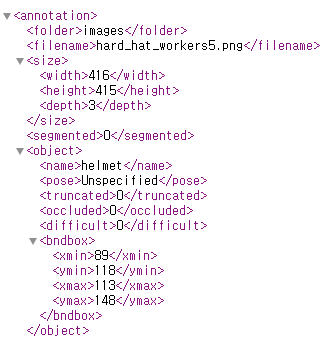 <annotation>
<folder>images</folder>
<filename>hard_hat_workers5.png</filename>
<size>
<width>416</width>
<height>415</height>
<depth>3</depth>
</size>
<segmented>0</segmented>
<object>
<name>helmet</name>
<pose>Unspecified</pose>
<truncated>0</truncated>
<occluded>0</occluded>
<difficult>0</difficult>
<bndbox>
<xmin>89</xmin>
<ymin>118</ymin>
<xmax>113</xmax>
<ymax>148</ymax>
</bndbox>
</object>